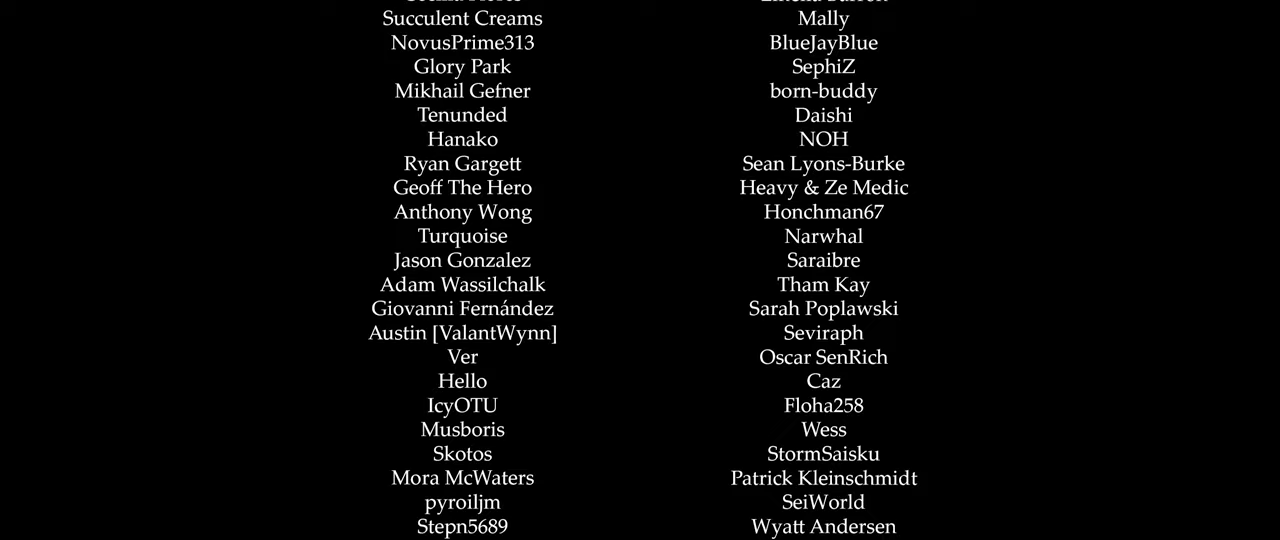 Succulent Creams
Mally
NovusPrime313
BlueJayBlue
Glory Park
SephiZ
Mikhail Gefner
born-buddy
Tenunded
Daishi
Hanako
NOH
Ryan Gargett
Sean Lyons-Burke
Geoff The Hero
Heavy & Ze Medic
Anthony Wong
Honchman67
Turquoise
Narwhal
Jason Gonzalez
Saraibre
Adam Wassilchalk
Tham Kay
Giovanni Fernández
Sarah Poplawski
Austin [ValantWynn]
Seviraph
Ver
Oscar SenRich
Hello
Caz
IcyOTU
Floha258
Musboris
Wess
Skotos
StormSaisku
Mora McWaters
Patrick Kleinschmidt
pyroiljm
SeiWorld
Stepn5689
Wyatt Andersen